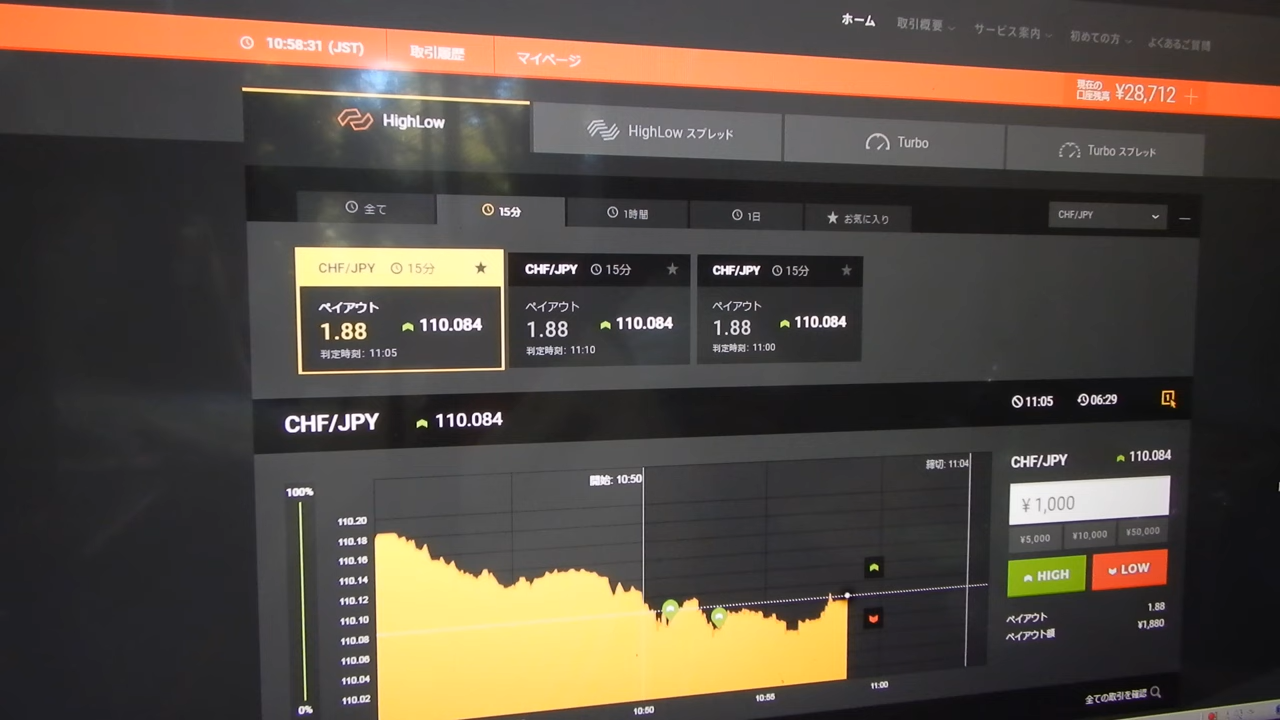 ホーム 取引概要 サービス案内 初めての方 よくあるご質問
10:58:31 (JST) 取引履歴 マイページ
現在の口座残高 ¥28,712 +
HighLow HighLow スプレッド Turbo Turbo スプレッド
全て 15分 1時間 1日 お気に入り CHF/JPY
CHF/JPY 15分 CHF/JPY 15分 CHF/JPY 15分
ペイアウト ペイアウト ペイアウト
1.88 110.084 1.88 110.084 1.88 110.084
判定時刻: 11:05 判定時刻: 11:10 判定時刻: 11:00
CHF/JPY 110.084 11:05 06:29
開始: 10:50 締切: 11:04
100%
110.20
110.18
110.16
110.14
110.12
110.10
110.08
110.06
110.04
110.02
0%
10:50 10:55 11:00
CHF/JPY 110.084
¥ 1,000
¥5,000 ¥10,000 ¥50,000
HIGH LOW
ペイアウト 1.88
ペイアウト額 ¥1,880
全ての取引を確認